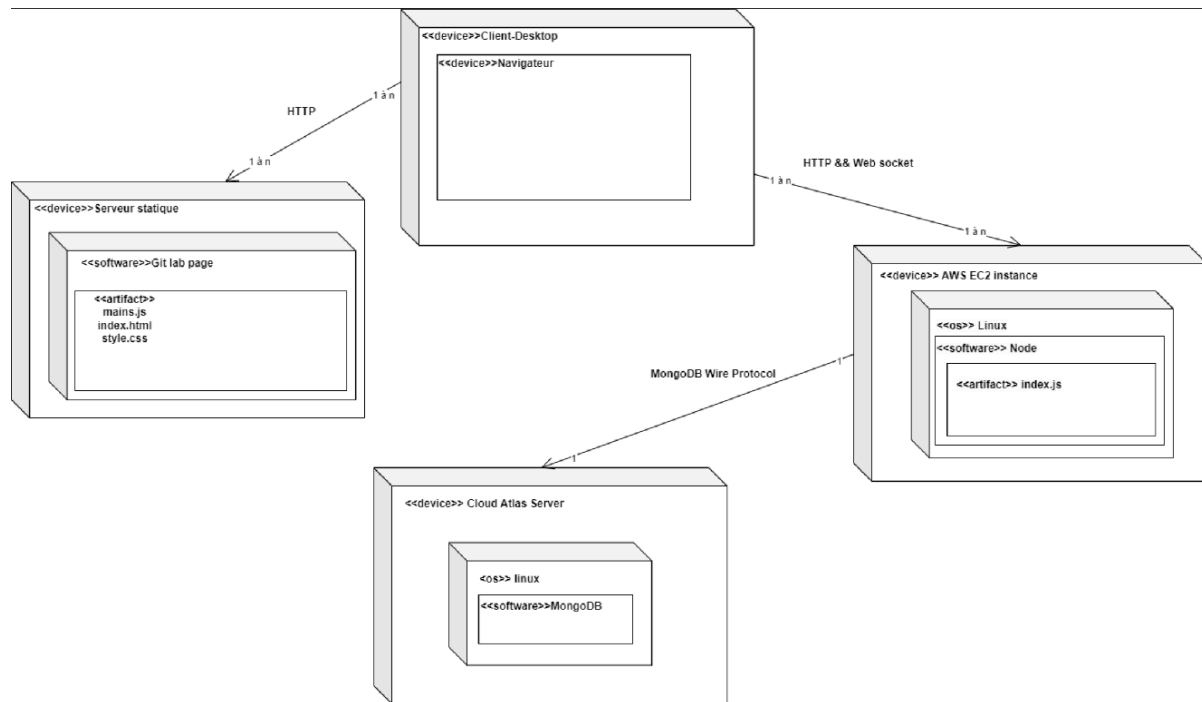 <<device>>Client-Desktop
<<device>>Navigateur
1 à n
HTTP
1 à n
HTTP && Web socket
1 à n
1 à n
<<device>>Serveur statique
<<software>>Git lab page
<<artifact>>
mains.js
index.html
style.css
<<device>> AWS EC2 instance
<<os>> Linux
<<software>> Node
<<artifact>> index.js
1
MongoDB Wire Protocol
1
<<device>> Cloud Atlas Server
<os>> linux
<<software>>MongoDB